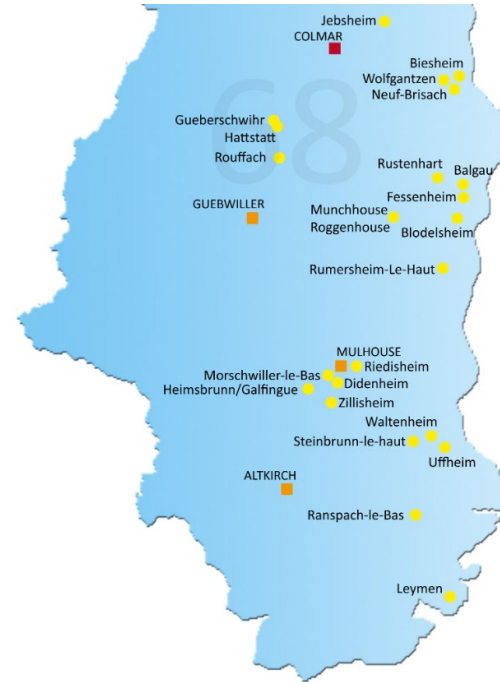 Jebsheim
COLMAR
Biesheim
Wolfgantzen
Neuf-Brisach
68
Gueberschwihr
Hattstatt
Rouffach
Rustenhart
Balgau
Fessenheim
GUEBWILLER
Munchhouse
Roggenhouse
Blodelsheim
Rumersheim-Le-Haut
MULHOUSE
Riedisheim
Morschwiller-le-Bas
Didenheim
Heimsbrunn/Galfingue
Zillisheim
Waltenheim
Steinbrunn-le-haut
Uffheim
ALTKIRCH
Ranspach-le-Bas
Leymen